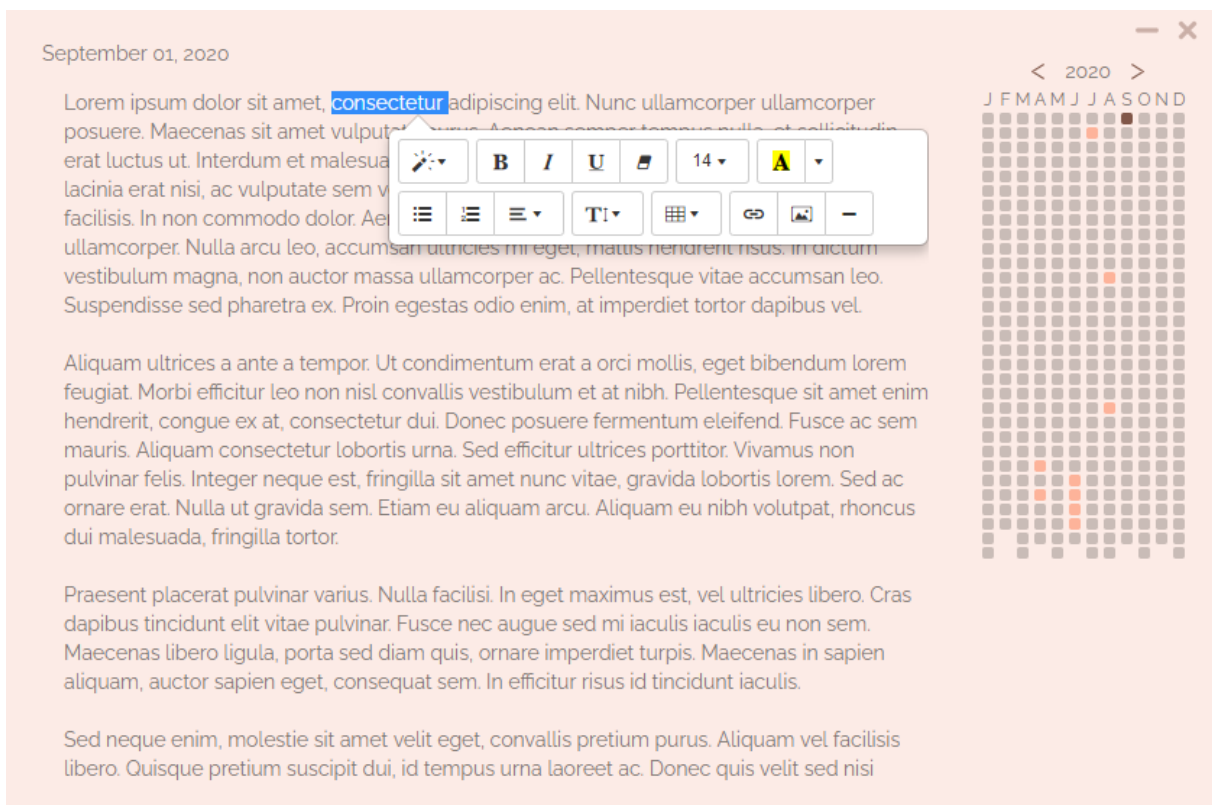 September 01, 2020
< 2020 >
J F M A M J J A S O N D
Lorem ipsum dolor sit amet, consectetur adipiscing elit. Nunc ullamcorper ullamcorper
posuere. Maecenas sit amet
erat luctus ut. Interdum et
lacinia erat nisi, ac vulputate sem
facilisis. In non commodo dolor.
ullamcorper. Nulla arcu leo, accumsan ultricies mi eget, mattis hendrerit risus. In dictum
vestibulum magna, non auctor massa ullamcorper ac. Pellentesque vitae accumsan leo.
Suspendisse sed pharetra ex. Proin egestas odio enim, at imperdiet tortor dapibus vel.
B I U 14 A
T
Aliquam ultrices a ante a tempor. Ut condimentum erat a orci mollis, eget bibendum lorem
feugiat. Morbi efficitur leo non nisl convallis vestibulum et at nibh. Pellentesque sit amet enim
hendrerit, congue ex at, consectetur dui. Donec posuere fermentum eleifend. Fusce ac sem
mauris. Aliquam consectetur lobortis urna. Sed efficitur ultrices porttitor. Vivamus non
pulvinar felis. Integer neque est, fringilla sit amet nunc vitae, gravida lobortis lorem. Sed ac
ornare erat. Nulla ut gravida sem. Etiam eu aliquam arcu. Aliquam eu nibh volutpat, rhoncus
dui malesuada, fringilla tortor.
Praesent placerat pulvinar varius. Nulla facilisi. In eget maximus est, vel ultricies libero. Cras
dapibus tincidunt elit vitae pulvinar. Fusce nec augue sed mi iaculis iaculis eu non sem.
Maecenas libero ligula, porta sed diam quis, ornare imperdiet turpis. Maecenas in sapien
aliquam, auctor sapien eget, consequat sem. In efficitur risus id tincidunt iaculis.
Sed neque enim, molestie sit amet velit eget, convallis pretium purus. Aliquam vel facilisis
libero. Quisque pretium suscipit dui, id tempus urna laoreet ac. Donec quis velit sed nisi